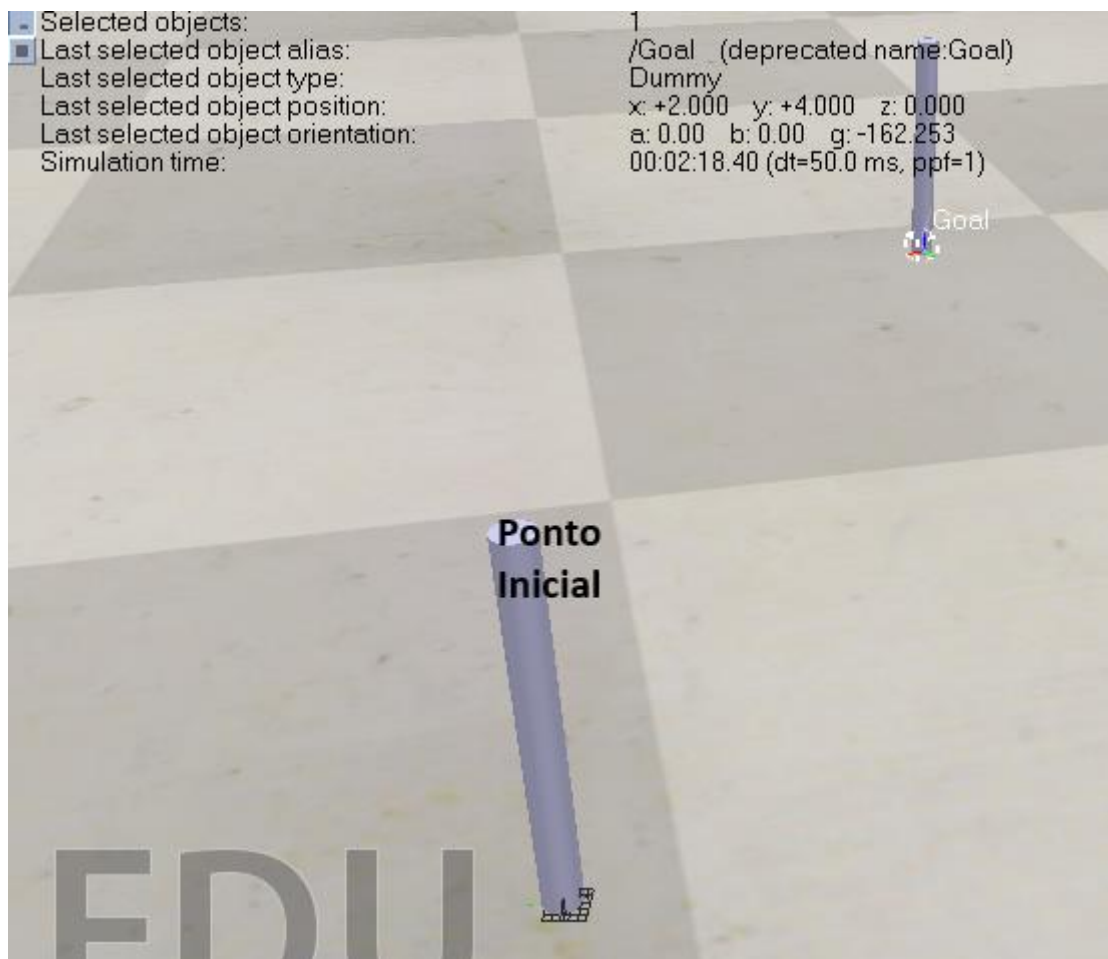 Selected objects: 1
Last selected object alias: /Goal (deprecated name:Goal)
Last selected object type: Dummy
Last selected object position: x: +2.000 y: +4.000 z: 0.000
Last selected object orientation: a: 0.00 b: 0.00 g: -162.253
Simulation time: 00:02:18.40 (dt=50.0 ms, ppf=1)
Goal
Ponto
Inicial
EDU